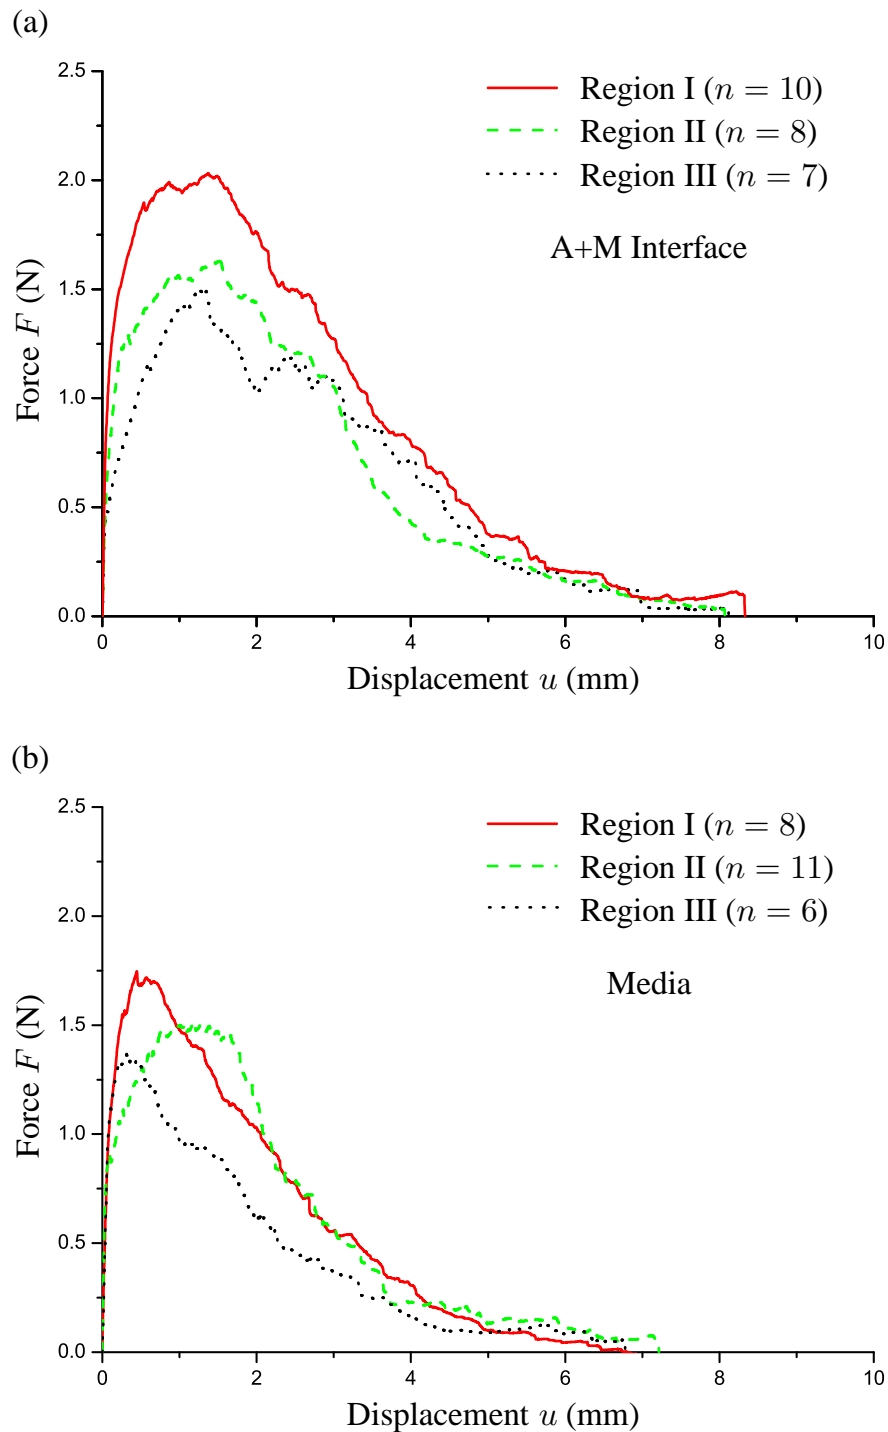 (a)
2.5
2.0
1.5
1.0
0.5
0.0
Force F (N)
Region I (n = 10)
Region II (n = 8)
Region III (n = 7)
A+M Interface
0 2 4 6 8 10
Displacement u (mm)
(b)
2.5
2.0
1.5
1.0
0.5
0.0
Force F (N)
Region I (n = 8)
Region II (n = 11)
Region III (n = 6)
Media
0 2 4 6 8 10
Displacement u (mm)